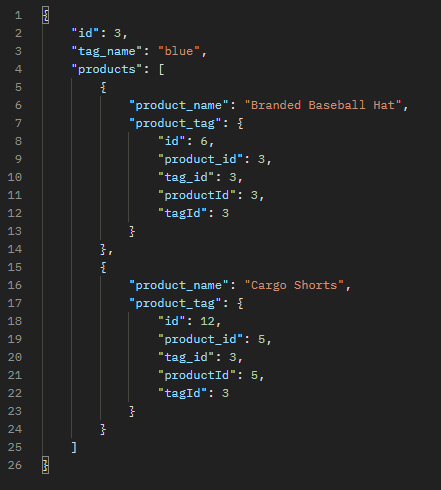 1 {
2 "id": 3,
3 "tag_name": "blue",
4 "products": [
5 {
6 "product_name": "Branded Baseball Hat",
7 "product_tag": {
8 "id": 6,
9 "product_id": 3,
10 "tag_id": 3,
11 "productId": 3,
12 "tagId": 3
13 }
14 },
15 {
16 "product_name": "Cargo Shorts",
17 "product_tag": {
18 "id": 12,
19 "product_id": 5,
20 "tag_id": 3,
21 "productId": 5,
22 "tagId": 3
23 }
24 }
25 ]
26 }